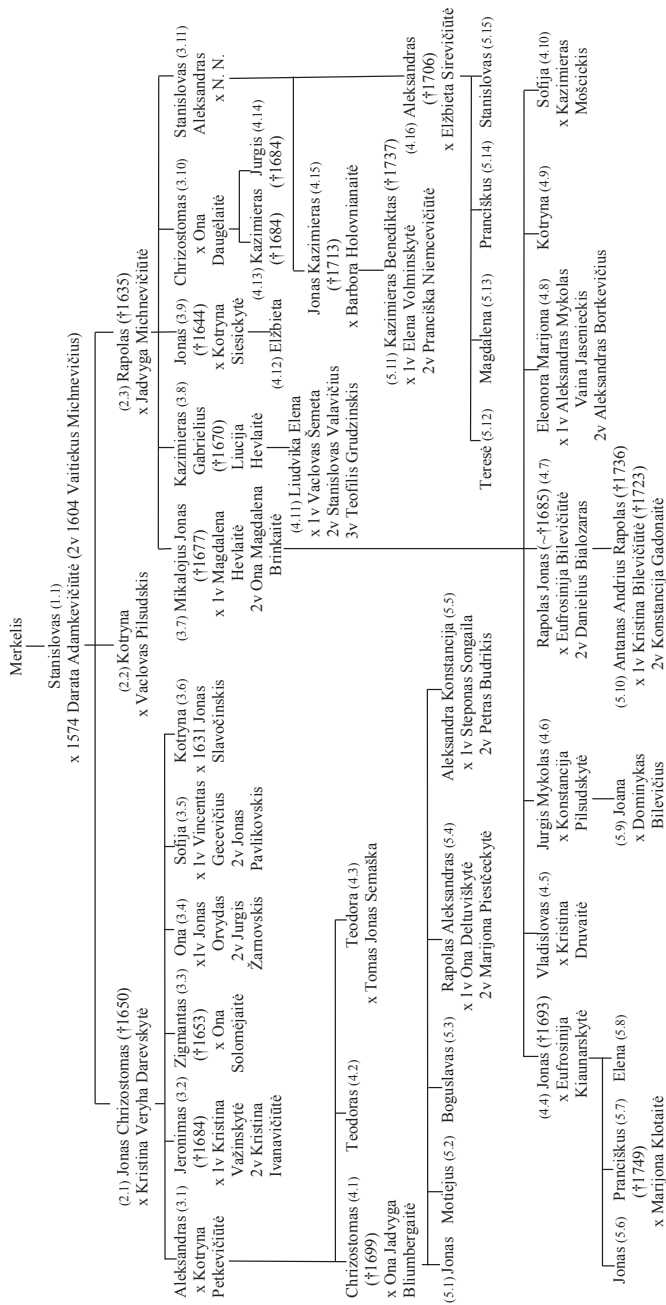 Merkelis
Stanislovas (1.1)
x 1574 Darata Adamkevičiūtė (2v 1604 Vaitiekus Michnevičius)
(2.1) Jonas Chrizostomas (†1650)
x Kristina Veryha Darevskytė
(2.2) Kotryna
x Vaclovas Pilsudskis
(2.3) Rapolas (†1635)
x Jadvyga Michnevičiūtė
Aleksandras (3.1)
x Kotryna
Petkevičiūtė
Jeronimas (3.2)
(†1684)
x 1v Kristina
Važinskytė
2v Kristina
Ivanavičiūtė
Zigmantas (3.3)
(†1653)
x Ona
Solomėjaitė
Ona (3.4)
x1v Jonas
Orvydas
2v Jurgis
Žarnovskis
Sofija (3.5)
x 1v Vincentas
Gecevičius
2v Jonas
Pavlikovskis
Kotryna (3.6)
x 1631 Jonas
Slavočinskis
(3.7) Mikalojus Jonas
(†1677)
x 1v Magdalena
Hevlaitė
2v Ona Magdalena
Brinkaitė
Kazimieras (3.8)
Gabrielius
(†1670)
Liucija
Hevlaitė
Jonas (3.9)
(†1644)
x Kotryna
Siesickytė
Chrizostomas (3.10)
x Ona
Daugėlaitė
Stanislovas (3.11)
Aleksandras
x N. N.
(4.11) Liudvika Elena
x 1v Vaclovas Šemeta
2v Stanislovas Valavičius
3v Teofilis Grudzinskis
(4.12) Elžbieta
(4.13) Kazimieras
(†1684)
Jurgis (4.14)
(†1684)
Jonas Kazimieras (4.15)
(†1713)
x Barbora Holovnianaitė
(4.16) Aleksandras
(†1706)
x Elžbieta Sirevičiūtė
(5.11) Kazimieras Benediktas (†1737)
x 1v Elena Volminskytė
2v Pranciška Niemcevičiūtė
Teresė (5.12)
Magdalena (5.13)
Pranciškus (5.14)
Stanislovas (5.15)
Chrizostomas (4.1)
(†1699)
x Ona Jadvyga
Bliumbergaitė
Teodoras (4.2)
Teodora (4.3)
x Tomas Jonas Semaška
(5.1) Jonas
Motiejus (5.2)
Boguslavas (5.3)
Rapolas Aleksandras (5.4)
x 1v Ona Deltuviškytė
2v Marijona Piestčeckytė
Aleksandra Konstancija (5.5)
x 1v Steponas Songaila
2v Petras Budrikis
(4.4) Jonas (†1693)
x Eufrosinija
Kiaunarskytė
Vladislovas (4.5)
x Kristina
Druvaitė
Jurgis Mykolas (4.6)
x Konstancija
Pilsudskytė
Rapolas Jonas (~†1685) (4.7)
x Eufrosinija Bilevičiūtė
2v Danielius Bialozaras
Eleonora Marijona (4.8)
x 1v Aleksandras Mykolas
Vaina Jasenieckis
2v Aleksandras Bortkevičius
Kotryna (4.9)
Sofija (4.10)
x Kazimieras
Mošcickis
Jonas (5.6)
Pranciškus (5.7)
(†1749)
x Marijona Klotaitė
Elena (5.8)
(5.9) Joana
x Dominykas
Bilevičius
(5.10) Antanas Andrius Rapolas (†1736)
x 1v Kristina Bilevičiūtė (†1723)
2v Konstancija Gadonaitė